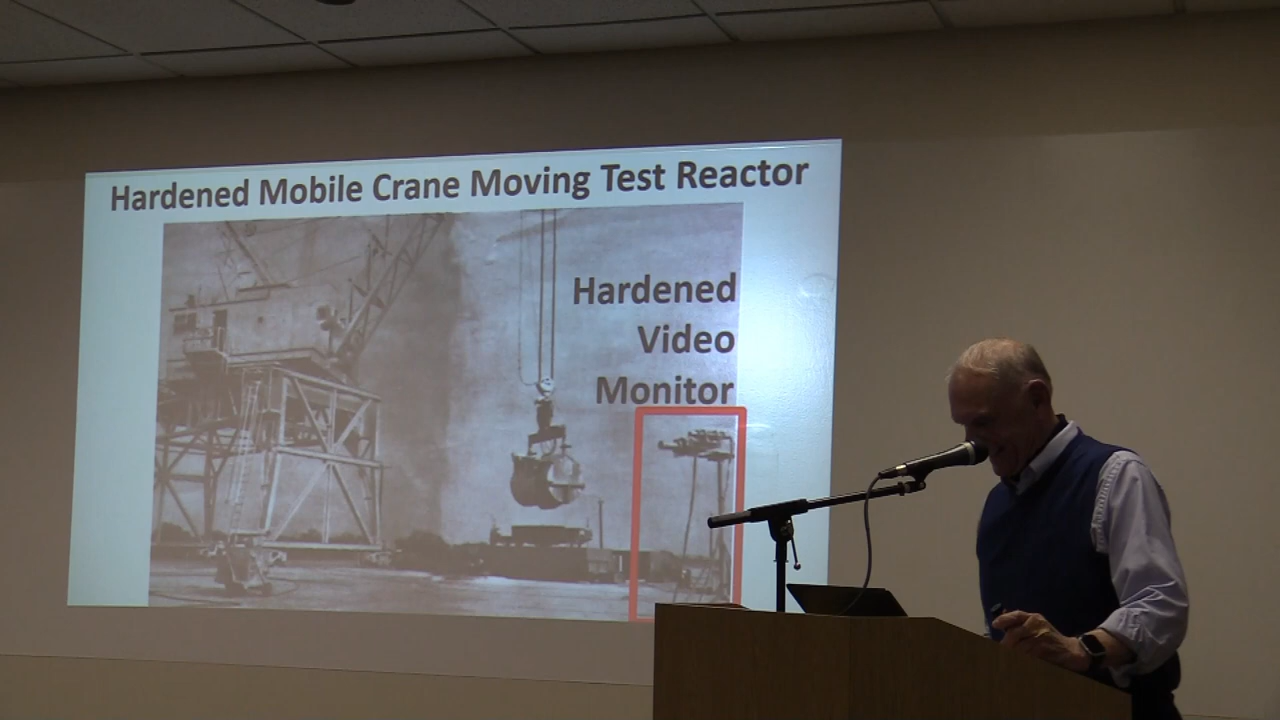 Hardened Mobile Crane Moving Test Reactor
Hardened
Video
Monitor